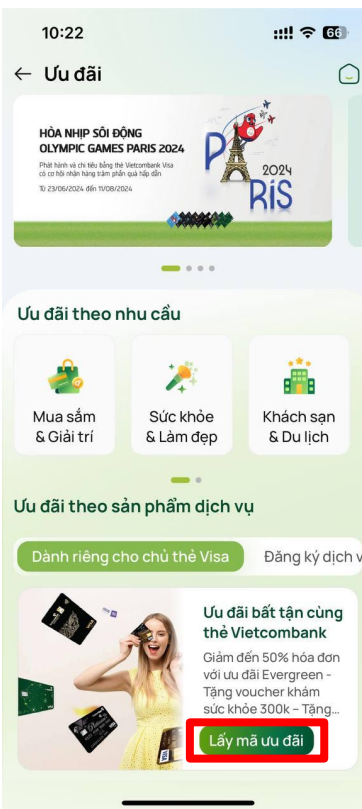 10:22
66
Ưu đãi
HÒA NHỊP SÔI ĐỘNG
OLYMPIC GAMES PARIS 2024
Phát hành và chi tiêu bằng thẻ Vietcombank Visa
có cơ hội nhận hàng trăm phần quà hấp dẫn
Từ 23/06/2024 đến 11/08/2024
PARiS
2024
Ưu đãi theo nhu cầu
Mua sắm
& Giải trí
Sức khỏe
& Làm đẹp
Khách sạn
& Du lịch
Ưu đãi theo sản phẩm dịch vụ
Dành riêng cho chủ thẻ Visa
Đăng ký dịch v
Ưu đãi bất tận cùng
thẻ Vietcombank
Giảm đến 50% hóa đơn
với ưu đãi Evergreen -
Tặng voucher khám
sức khỏe 300k – Tặng...
Lấy mã ưu đãi